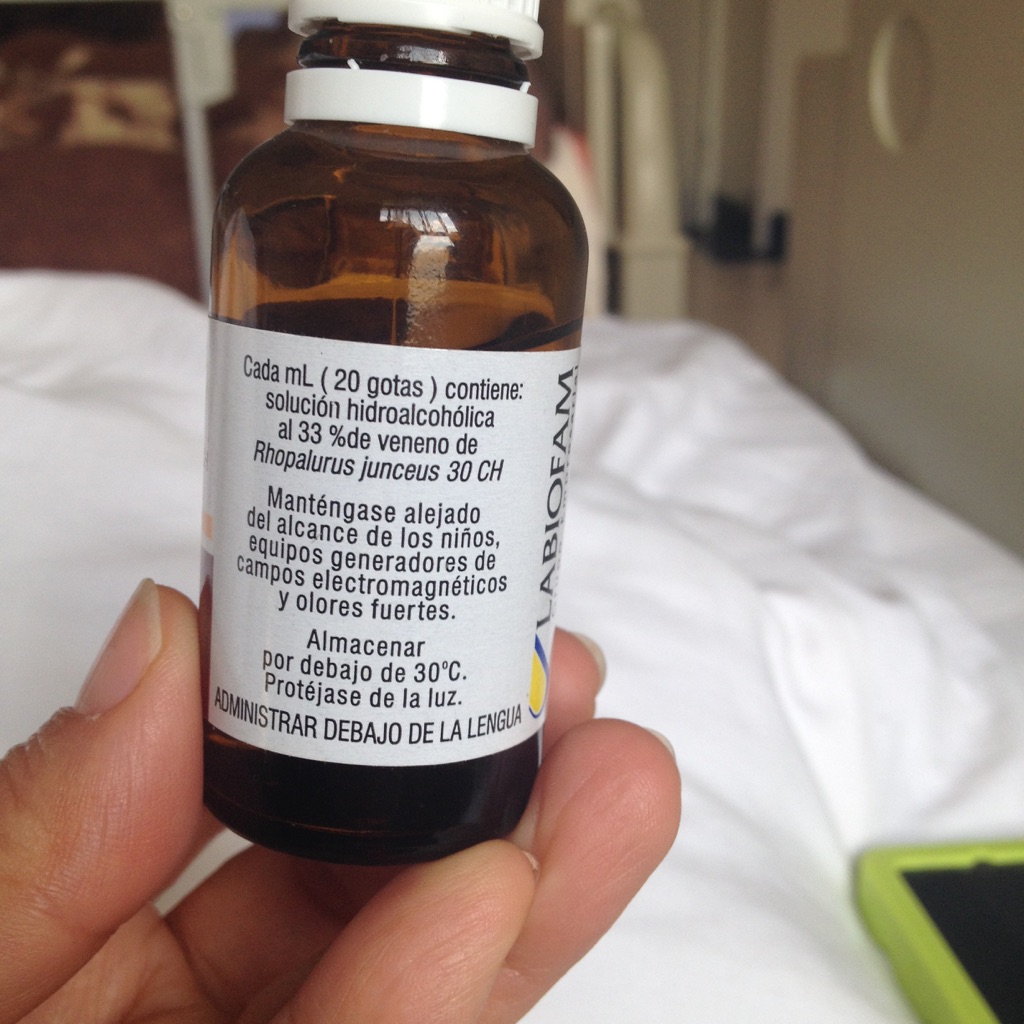 Cada mL ( 20 gotas ) contiene:
solución hidroalcohólica
al 33 %de veneno de
Rhopalurus junceus 30 CH
Manténgase alejado
del alcance de los niños,
equipos generadores de
campos electromagnéticos
y olores fuertes.
Almacenar
por debajo de 30ºC.
Protéjase de la luz.
ADMINISTRAR DEBAJO DE LA LENGUA
LABIOFAM